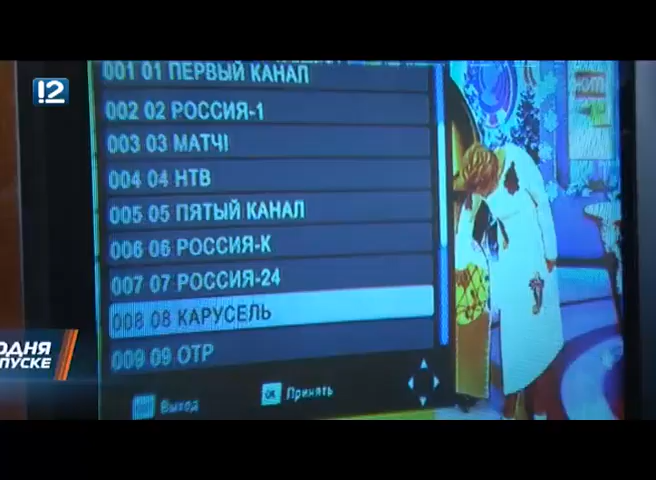 12
001 01 ПЕРВЫЙ КАНАЛ
002 02 РОССИЯ-1
003 03 МАТЧ!
004 04 НТВ
005 05 ПЯТЫЙ КАНАЛ
006 06 РОССИЯ-К
007 07 РОССИЯ-24
008 08 КАРУСЕЛЬ
009 09 ОТР
Выход
OK Принять
ОДНЯ
ПУСКЕ